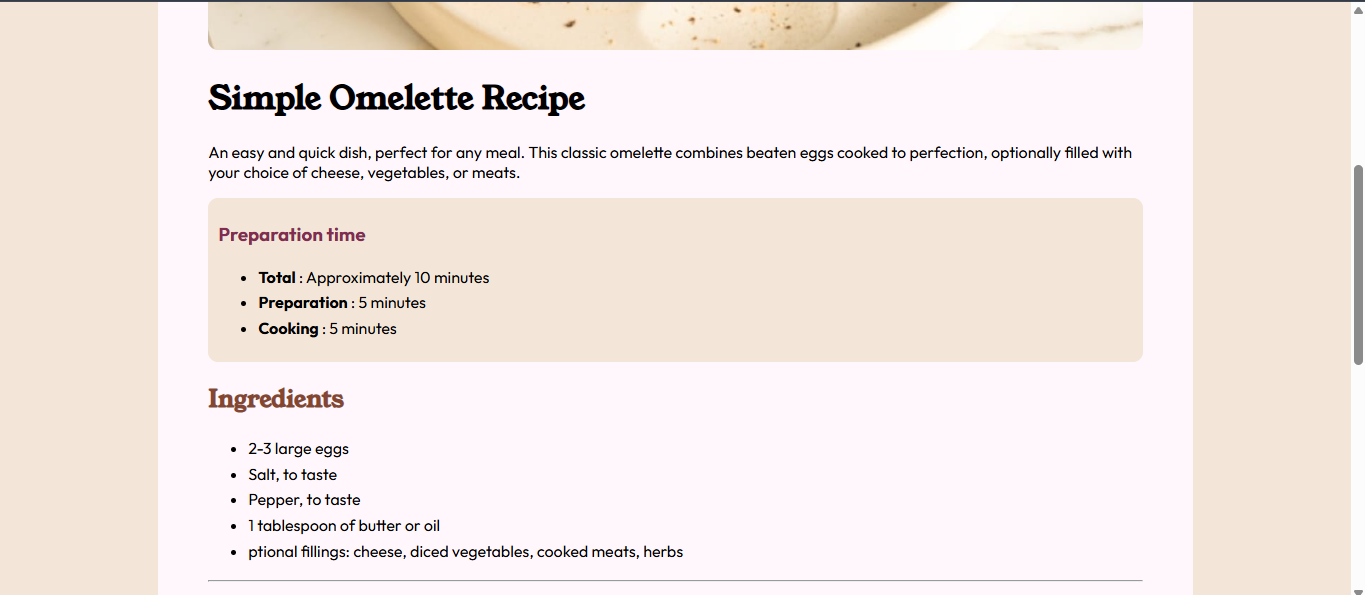 Simple Omelette Recipe
An easy and quick dish, perfect for any meal. This classic omelette combines beaten eggs cooked to perfection, optionally filled with
your choice of cheese, vegetables, or meats.
Preparation time
Total : Approximately 10 minutes
Preparation : 5 minutes
Cooking : 5 minutes
Ingredients
2-3 large eggs
Salt, to taste
Pepper, to taste
1 tablespoon of butter or oil
ptional fillings: cheese, diced vegetables, cooked meats, herbs